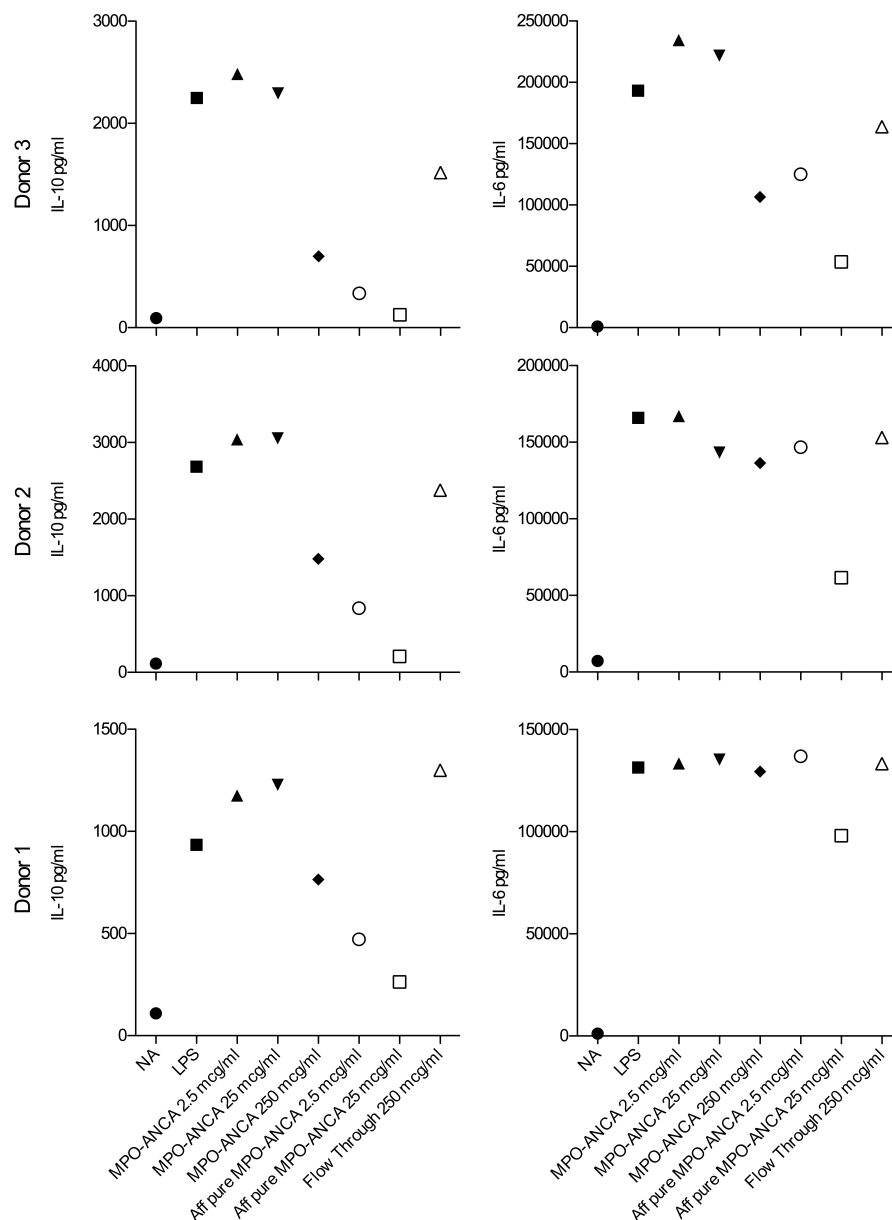 Donor 3
IL-10 pg/ml
3000
2000
1000
0
IL-6 pg/ml
250000
200000
150000
100000
50000
0
Donor 2
IL-10 pg/ml
4000
3000
2000
1000
0
IL-6 pg/ml
200000
150000
100000
50000
0
Donor 1
IL-10 pg/ml
1500
1000
500
0
IL-6 pg/ml
150000
100000
50000
0
NA
LPS
MPO-ANCA 2.5 mcg/ml
MPO-ANCA 25 mcg/ml
MPO-ANCA 250 mcg/ml
Aff pure MPO-ANCA 2.5 mcg/ml
Aff pure MPO-ANCA 25 mcg/ml
Flow Through 250 mcg/ml
NA
LPS
MPO-ANCA 2.5 mcg/ml
MPO-ANCA 25 mcg/ml
MPO-ANCA 250 mcg/ml
Aff pure MPO-ANCA 2.5 mcg/ml
Aff pure MPO-ANCA 25 mcg/ml
Flow Through 250 mcg/ml